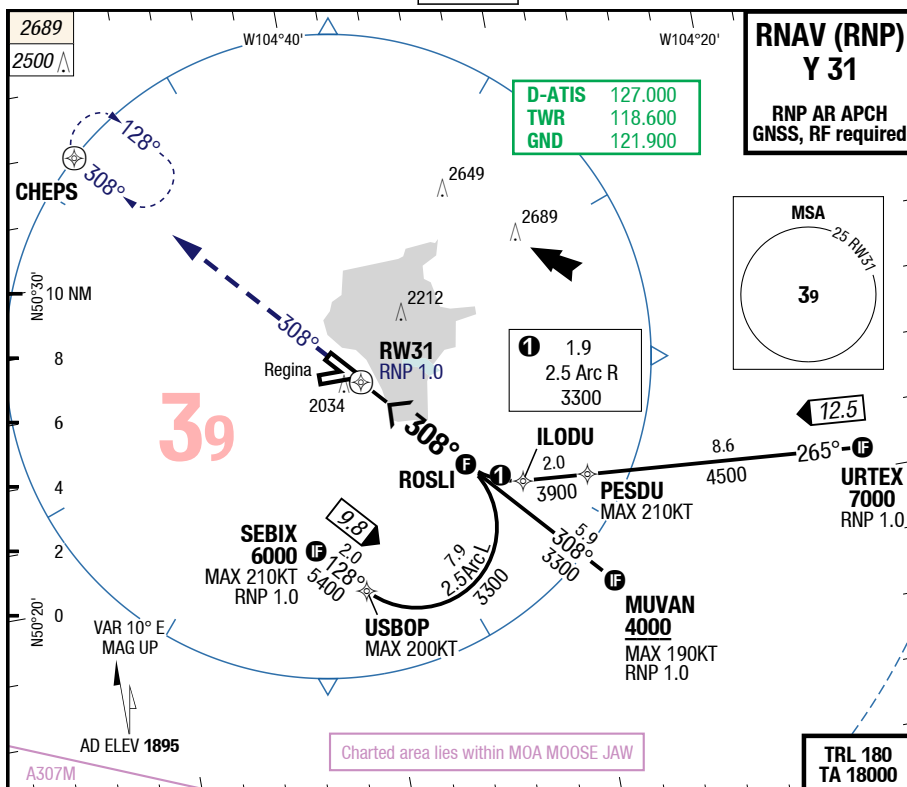 2689
2500
W104°40'
W104°20'
RNAV (RNP)
Y 31
RNP AR APCH
GNSS, RF required
D-ATIS 127.000
TWR 118.600
GND 121.900
128°
308°
CHEPS
2649
2689
MSA
25 RW31
39
N50°30'
10 NM
8
6
4
2
0
N50°20'
2212
308°
RW31
RNP 1.0
Regina
2034
39
1 1.9
2.5 Arc R
3300
308°
12.5
ILODU
ROSLI
F
1
2.0
3900
PESDU
MAX 210KT
8.6
4500
265°
IF
URTEX
7000
RNP 1.0
9.8
SEBIX
6000
IF
MAX 210KT
RNP 1.0
2.0
128°
5400
7.9
2.5 Arc L
3300
5.9
308°
3300
IF
USBOP
MAX 200KT
MUVAN
4000
MAX 190KT
RNP 1.0
VAR 10° E
MAG UP
AD ELEV 1895
Charted area lies within MOA MOOSE JAW
A307M
TRL 180
TA 18000